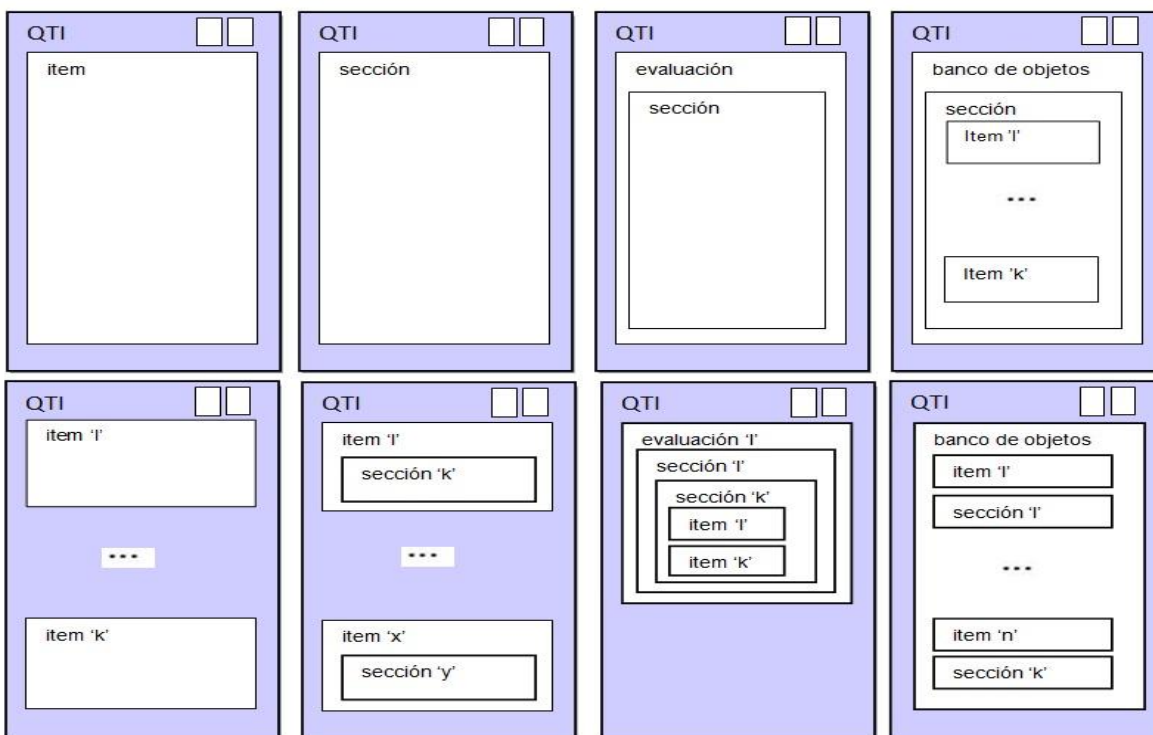 QTI
item
QTI
sección
QTI
evaluación
sección
QTI
banco de objetos
sección
Item 'l'
...
Item 'k'
QTI
item 'l'
...
item 'k'
QTI
item 'l'
sección 'k'
...
item 'x'
sección 'y'
QTI
evaluación 'l'
sección 'l'
sección 'k'
item 'l'
item 'k'
QTI
banco de objetos
item 'l'
sección 'l'
...
item 'n'
sección 'k'